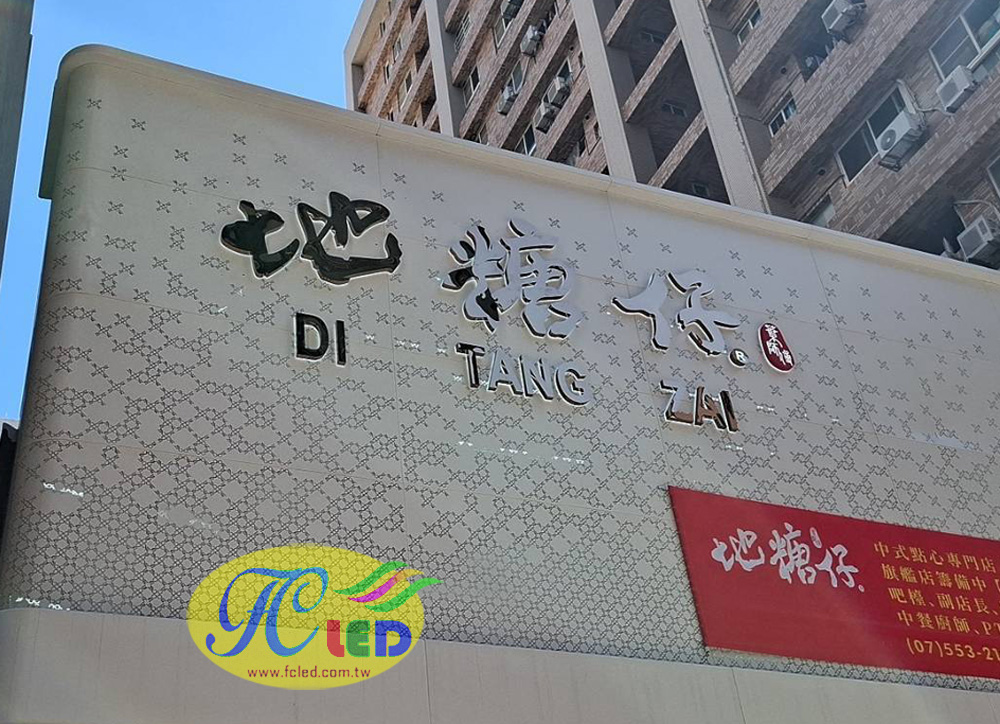 地糖仔®
DI TANG ZAI
地糖仔
中式點心專門店
旗艦店籌備中
吧檯、副店長、
中餐廚師、PT
(07)553-21
FC LED
www.fcled.com.tw